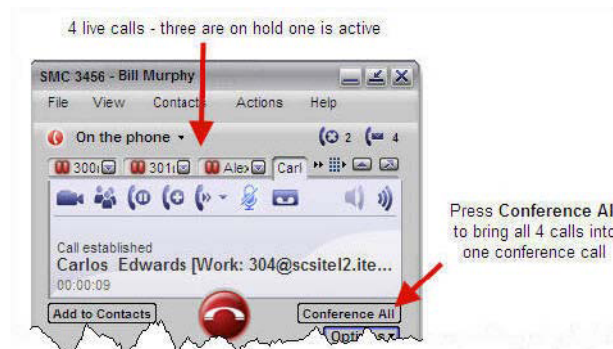 4 live calls - three are on hold one is active
SMC 3456 - Bill Murphy
File View Contacts Actions Help
On the phone 2 4
300 301 Ale Carl
Press Conference All
to bring all 4 calls into
one conference call
Call established
Carlos Edwards [Work: 304@scsitel2.ite...
00:00:09
Add to Contacts Conference All
Options